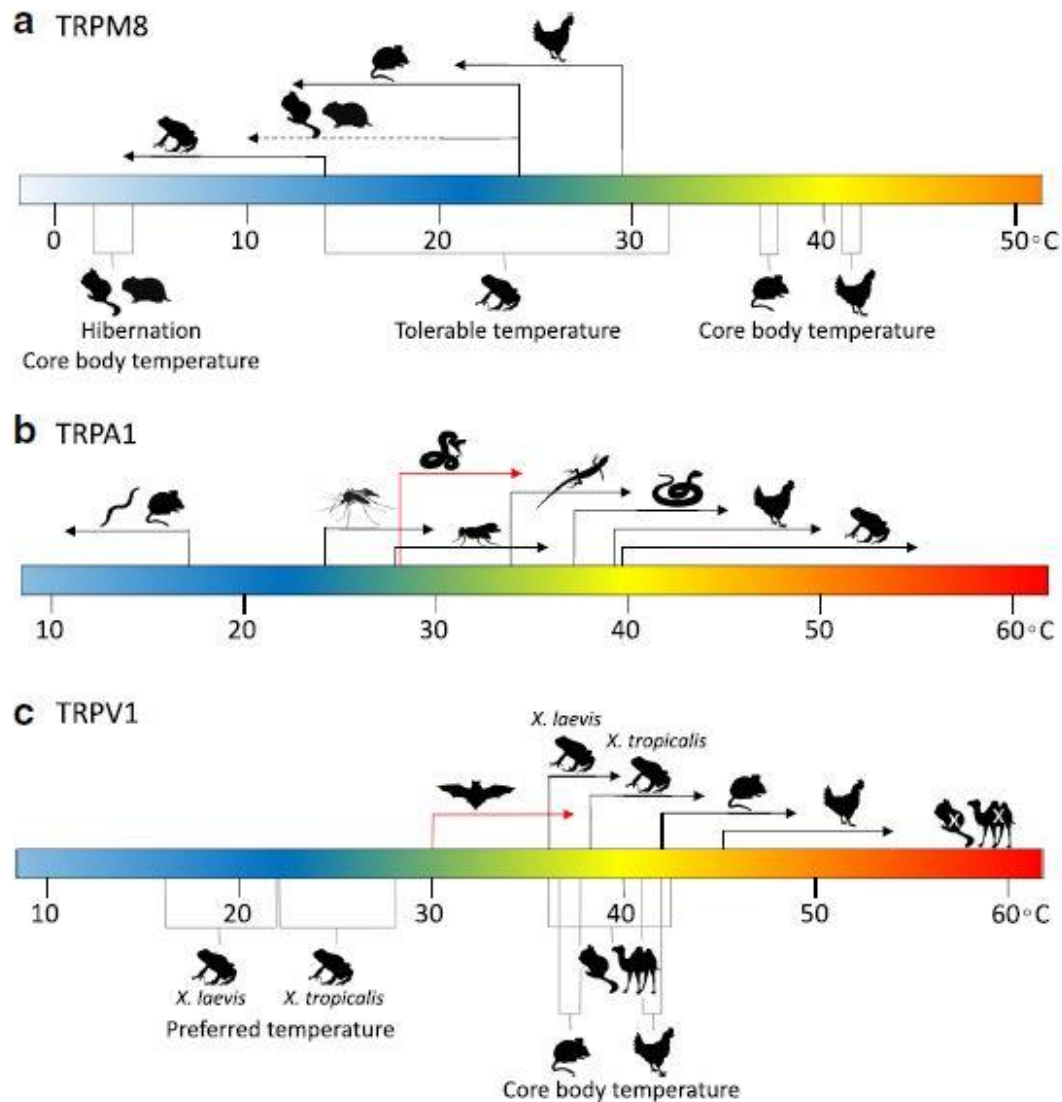 a TRPM8
0 10 20 30 40 50°C
Hibernation
Core body temperature
Tolerable temperature
Core body temperature
b TRPA1
10 20 30 40 50 60°C
c TRPV1
X. laevis
X. tropicalis
X X
10 20 30 40 50 60°C
X. laevis X. tropicalis
Preferred temperature
Core body temperature